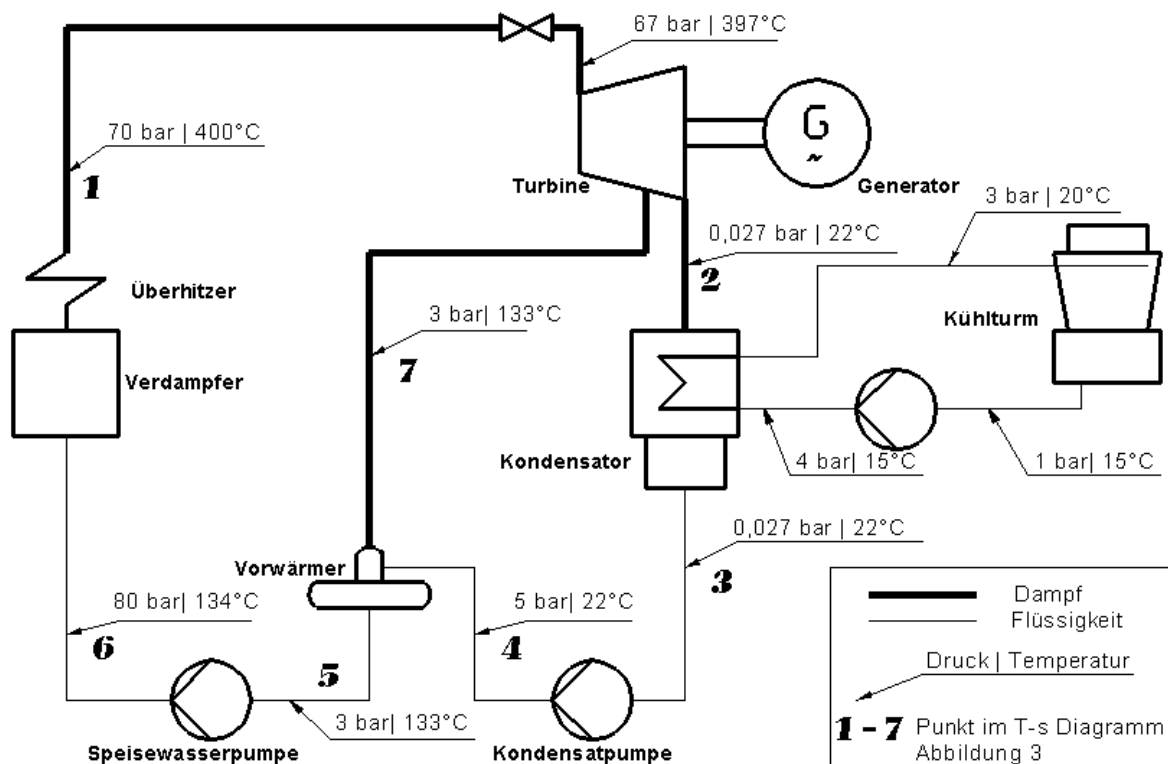 67 bar | 397°C
70 bar | 400°C
1
G
~
Turbine
Generator
3 bar | 20°C
0,027 bar | 22°C
2
Überhitzer
3 bar| 133°C
Kühlturm
7
Verdampfer
Kondensator
4 bar| 15°C
1 bar| 15°C
0,027 bar | 22°C
Vorwärmer
3
80 bar| 134°C
5 bar| 22°C
6
4
5
3 bar| 133°C
Speisewasserpumpe
Kondensatpumpe
Dampf
Flüssigkeit
Druck | Temperatur
1 - 7 Punkt im T-s Diagramm
Abbildung 3